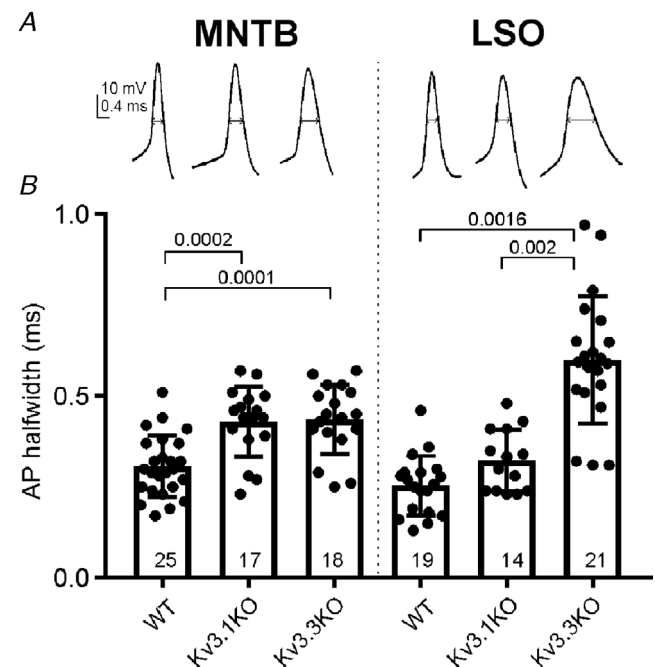 A
MNTB LSO
10 mV
0.4 ms
B
1.0
0.0016
0.0002
0.002
0.0001
AP halfwidth (ms)
0.5
25 17 18 19 14 21
0.0
WT Kv3.1KO Kv3.3KO WT Kv3.1KO Kv3.3KO